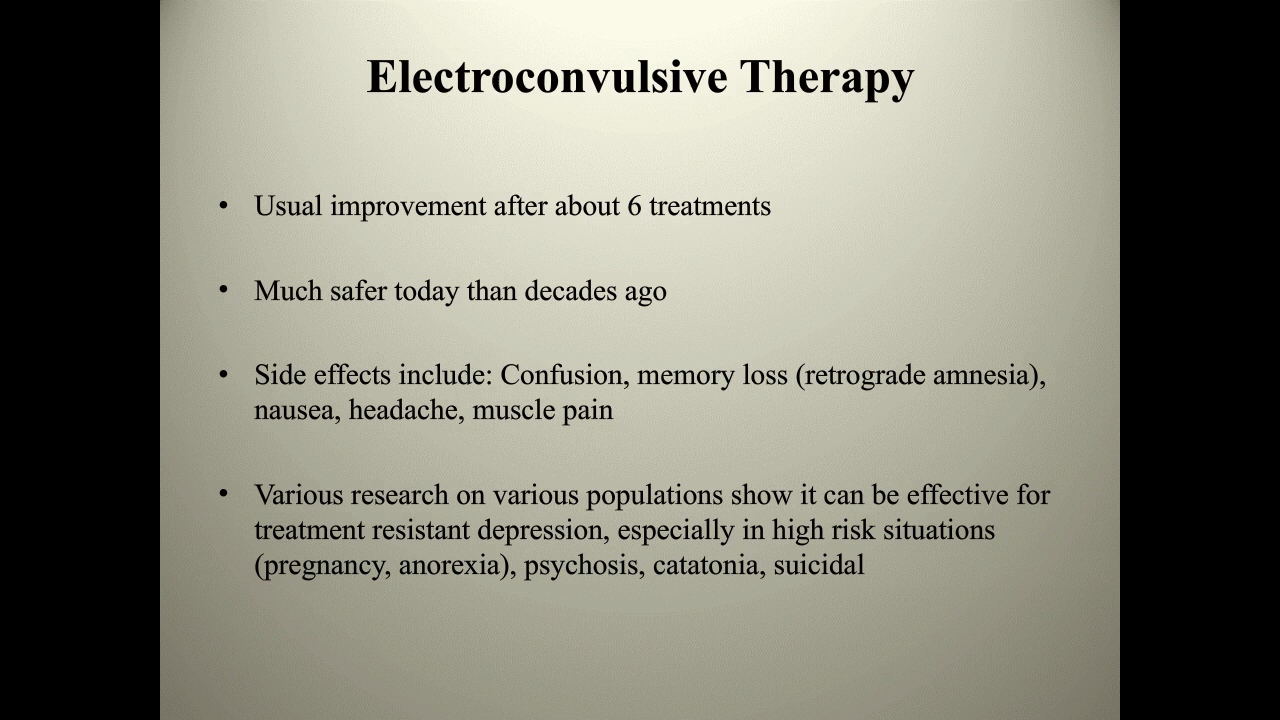 Electroconvulsive Therapy
• Usual improvement after about 6 treatments
• Much safer today than decades ago
• Side effects include: Confusion, memory loss (retrograde amnesia),
nausea, headache, muscle pain
• Various research on various populations show it can be effective for
treatment resistant depression, especially in high risk situations
(pregnancy, anorexia), psychosis, catatonia, suicidal